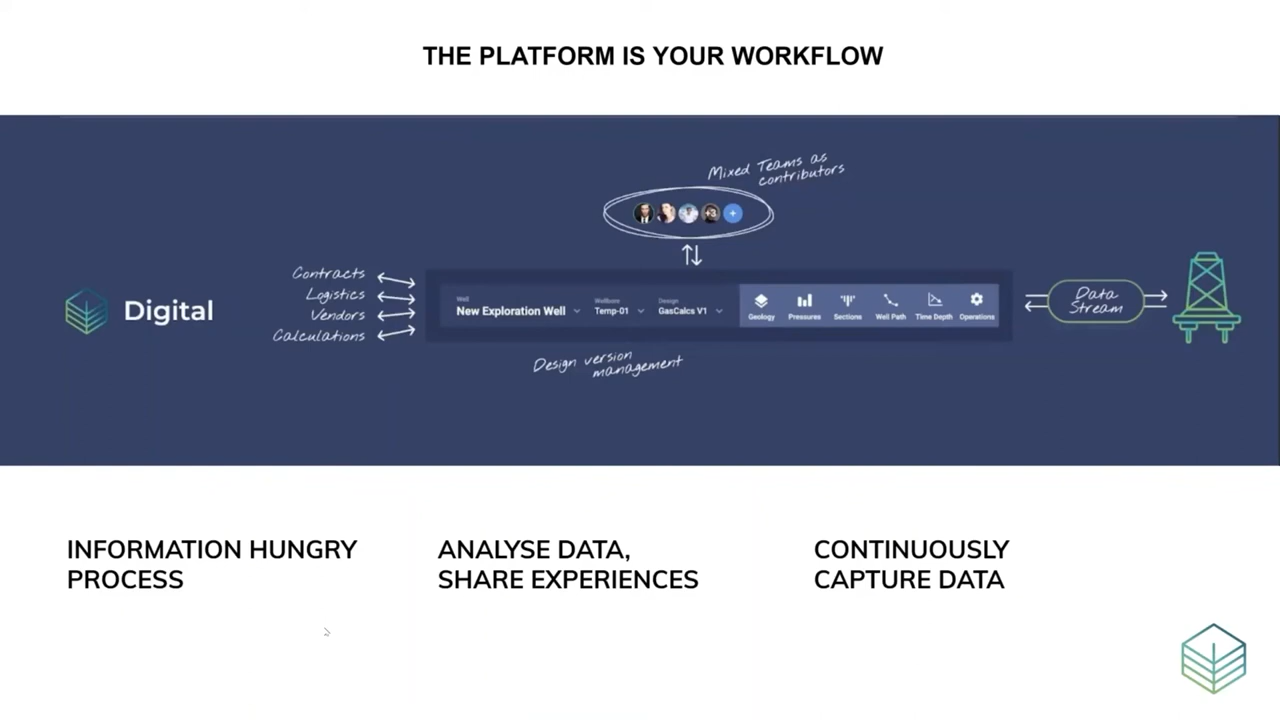 THE PLATFORM IS YOUR WORKFLOW
Mixed Teams as
contributors
+3
+
Contracts
Logistics
Vendors
Calculations
Digital
Well
New Exploration Well
Wellbore
Temp-01
Design
GasCalcs V1
Geology
Pressures
Sections
Well Path
Time Depth
Operations
Data
Stream
Design version
management
INFORMATION HUNGRY
PROCESS
ANALYSE DATA,
SHARE EXPERIENCES
CONTINUOUSLY
CAPTURE DATA